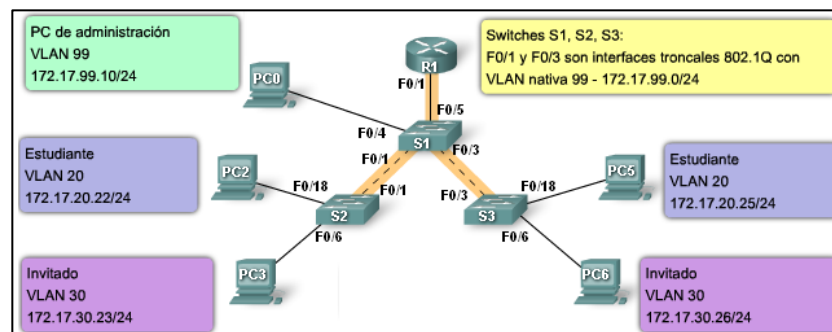 PC de administración
VLAN 99
172.17.99.10/24
Switches S1, S2, S3:
F0/1 y F0/3 son interfaces troncales 802.1Q con
VLAN nativa 99 - 172.17.99.0/24
R1
F0/1
PC0
F0/5
F0/4
S1
F0/1
F0/3
Estudiante
VLAN 20
172.17.20.22/24
PC2
F0/18
F0/1
S2
F0/6
F0/3
S3
F0/18
F0/6
PC5
Estudiante
VLAN 20
172.17.20.25/24
Invitado
VLAN 30
172.17.30.23/24
PC3
PC6
Invitado
VLAN 30
172.17.30.26/24